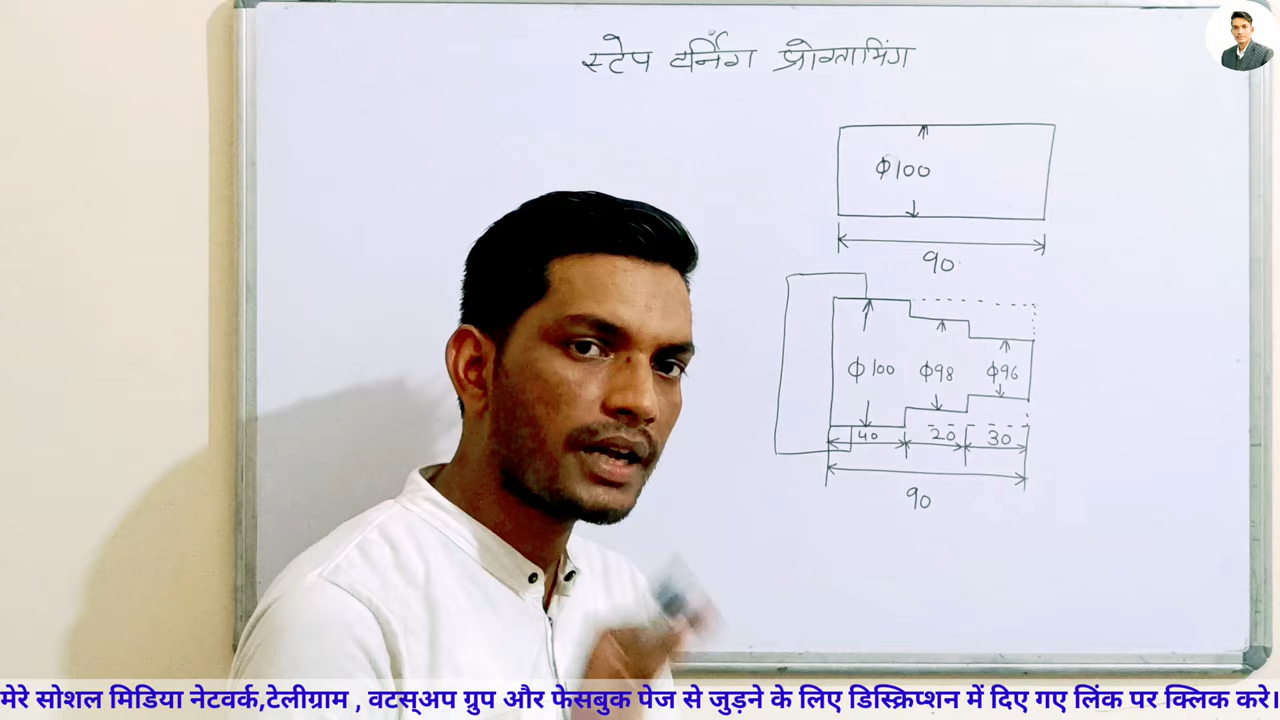 स्टेप टर्निंग प्रोग्रामिंग
Φ100
90
Φ100 Φ98 Φ96
40 20 30
90
मेरे सोशल मिडिया नेटवर्क,टेलीग्राम , वटस्अप ग्रुप और फेसबुक पेज से जुड़ने के लिए डिस्क्रिप्शन में दिए गए लिंक पर क्लिक करे।